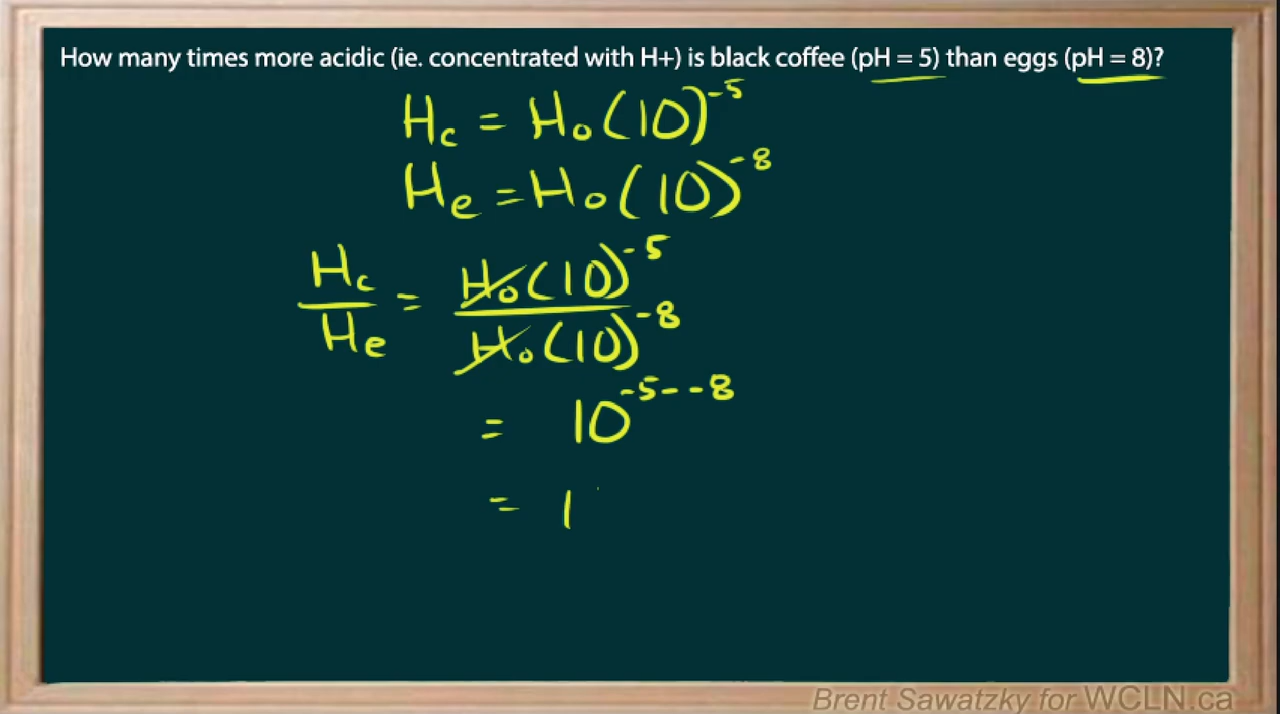 How many times more acidic (ie. concentrated with H+) is black coffee (pH = 5) than eggs (pH = 8)?
Hc = Ho(10)^-5
He = Ho(10)^-8
Hc/He = Ho(10)^-5/Ho(10)^-8
= 10^-5--8
= 1
Brent Sawatzky for WCLN.ca